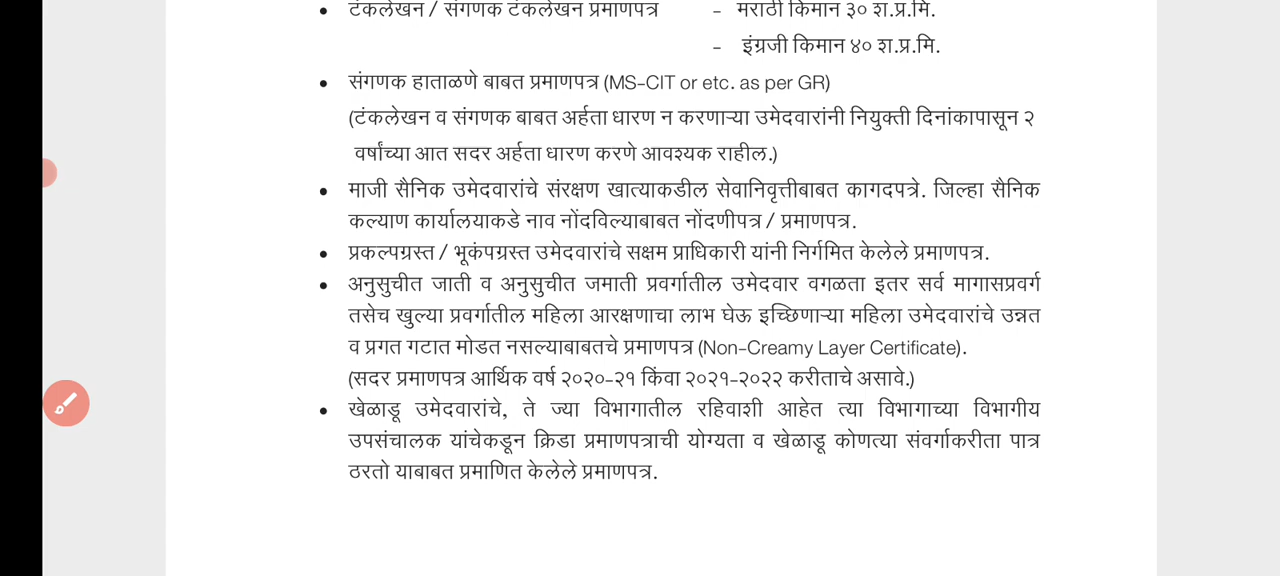 • टंकलेखन / संगणक टंकलेखन प्रमाणपत्र - मराठी किमान ३० श.प्र.मि.
- इंग्रजी किमान ४० श.प्र.मि.
• संगणक हाताळणे बाबत प्रमाणपत्र (MS-CIT or etc. as per GR)
(टंकलेखन व संगणक बाबत अर्हता धारण न करणाऱ्या उमेदवारांनी नियुक्ती दिनांकापासून २
वर्षांच्या आत सदर अर्हता धारण करणे आवश्यक राहील.)
• माजी सैनिक उमेदवारांचे संरक्षण खात्याकडील सेवानिवृत्तीबाबत कागदपत्रे. जिल्हा सैनिक
कल्याण कार्यालयाकडे नाव नोंदविल्याबाबत नोंदणीपत्र / प्रमाणपत्र.
• प्रकल्पग्रस्त / भूकंपग्रस्त उमेदवारांचे सक्षम प्राधिकारी यांनी निर्गमित केलेले प्रमाणपत्र.
• अनुसुचीत जाती व अनुसुचीत जमाती प्रवर्गातील उमेदवार वगळता इतर सर्व मागासप्रवर्ग
तसेच खुल्या प्रवर्गातील महिला आरक्षणाचा लाभ घेऊ इच्छिणाऱ्या महिला उमेदवारांचे उन्नत
व प्रगत गटात मोडत नसल्याबाबतचे प्रमाणपत्र (Non-Creamy Layer Certificate).
(सदर प्रमाणपत्र आर्थिक वर्ष २०२०-२१ किंवा २०२१-२०२२ करीताचे असावे.)
• खेळाडू उमेदवारांचे, ते ज्या विभागातील रहिवाशी आहेत त्या विभागाच्या विभागीय
उपसंचालक यांचेकडून क्रिडा प्रमाणपत्राची योग्यता व खेळाडू कोणत्या संवर्गाकरीता पात्र
ठरतो याबाबत प्रमाणित केलेले प्रमाणपत्र.